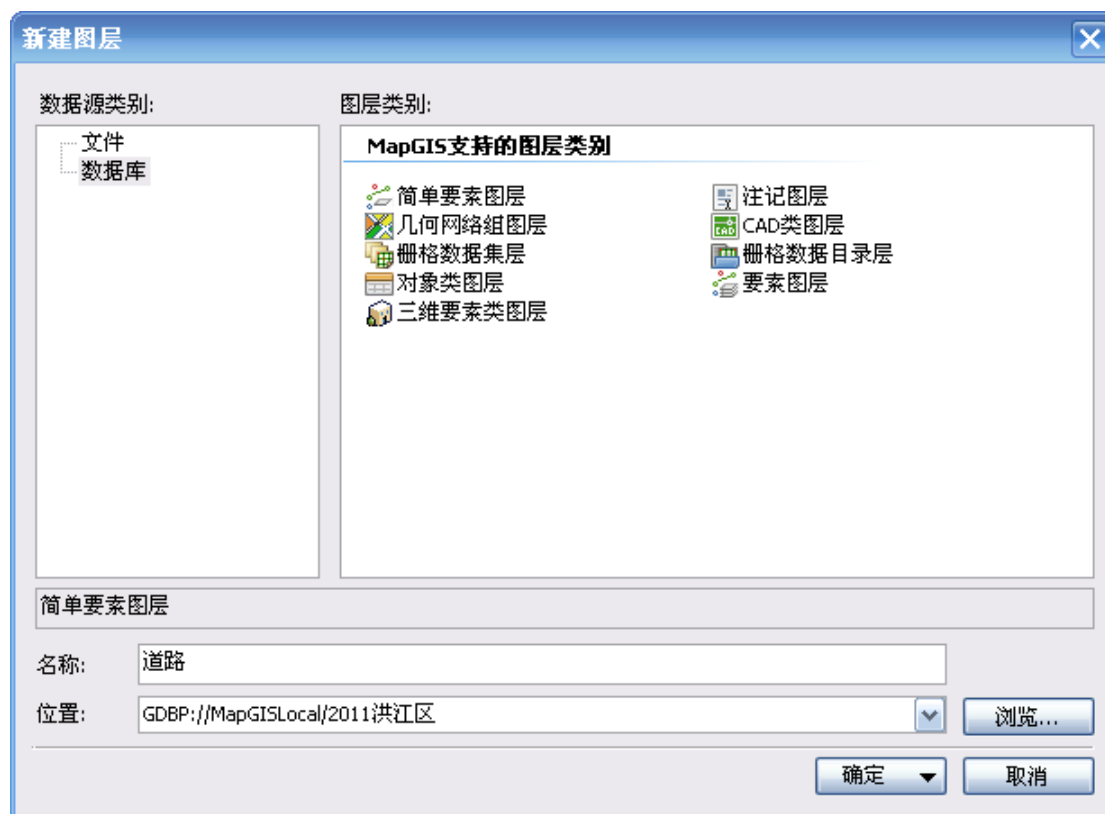 新建图层
数据源类别: 图层类别:
文件
数据库
MapGIS支持的图层类别
简单要素图层 注记图层
几何网络组图层 CAD类图层
栅格数据集层 栅格数据目录层
对象类图层 要素图层
三维要素类图层
简单要素图层
名称: 道路
位置: GDBP://MapGISLocal/2011洪江区 浏览...
确定 取消